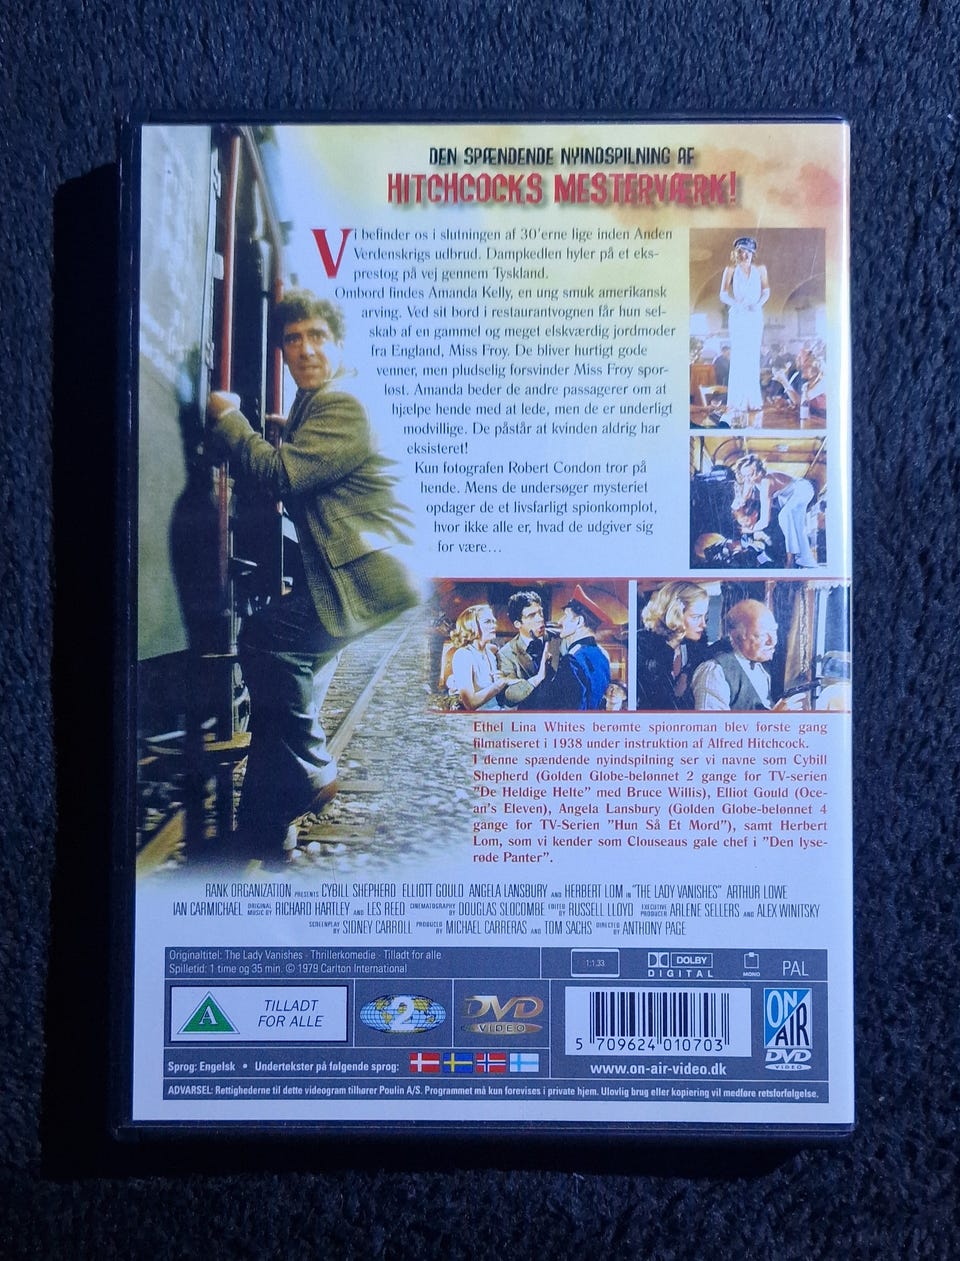 DEN SPÆNDENDE NYINDSPILNING AF
HITCHCOCKS MESTERVÆRK!
Vi befinder os i slutningen af 30'erne lige inden Anden
Verdenskrigs udbrud. Dampkedlen hyler på et eks-
prestog på vej gennem Tyskland.
Ombord findes Amanda Kelly, en ung smuk amerikansk
arving. Ved sit bord i restaurantvognen får hun sel-
skab af en gammel og meget elskværdig jordmoder
fra England, Miss Froy. De bliver hurtigt gode
venner, men pludselig forsvinder Miss Froy spor-
løst. Amanda beder de andre passagerer om at
hjælpe hende med at lede, men de er underligt
modvillige. De påstår at kvinden aldrig har
eksisteret!
Kun fotografen Robert Condon tror på
hende. Mens de undersøger mysteriet
opdager de et livsfarligt spionkomplot,
hvor ikke alle er, hvad de udgiver sig
for være...
Ethel Lina Whites berømte spionroman blev første gang
filmatiseret i 1938 under instruktion af Alfred Hitchcock.
I denne spændende nyindspilning ser vi navne som Cybill
Shepherd (Golden Globe-belønnet 2 gange for TV-serien
"De Heldige Helte" med Bruce Willis), Elliot Gould (Oce-
an's Eleven), Angela Lansbury (Golden Globe-belønnet 4
gange for TV-Serien "Hun Så Et Mord"), samt Herbert
Lom, som vi kender som Clouseaus gale chef i "Den lyse-
røde Panter".
RANK ORGANIZATION PRESENTS CYBILL SHEPHERD ELLIOTT GOULD ANGELA LANSBURY AND HERBERT LOM IN "THE LADY VANISHES" ARTHUR LOWE
IAN CARMICHAEL ORIGINAL MUSIC BY RICHARD HARTLEY AND LES REED CINEMATOGRAPHY BY DOUGLAS SLOCOMBE EDITED BY RUSSELL LLOYD EXECUTIVE PRODUCER ARLENE SELLERS AND ALEX WINITSKY
SCREENPLAY BY SIDNEY CARROLL PRODUCED BY MICHAEL CARRERAS AND TOM SACHS DIRECTED BY ANTHONY PAGE
Originaltitel: The Lady Vanishes · Thrillerkomedie · Tilladt for alle
Spilletid: 1 time og 35 min. © 1979 Carlton International
1:1.33
DOLBY
DIGITAL
MONO
PAL
A
TILLADT
FOR ALLE
2
DVD
VIDEO
5 709624 010703
ON
AIR
DVD
VIDEO
Sprog: Engelsk • Undertekster på følgende sprog:
www.on-air-video.dk
ADVARSEL: Rettighederne til dette videogram tilhører Poulin A/S. Programmet må kun forevises i private hjem. Ulovlig brug eller kopiering vil medføre retsforfølgelse.